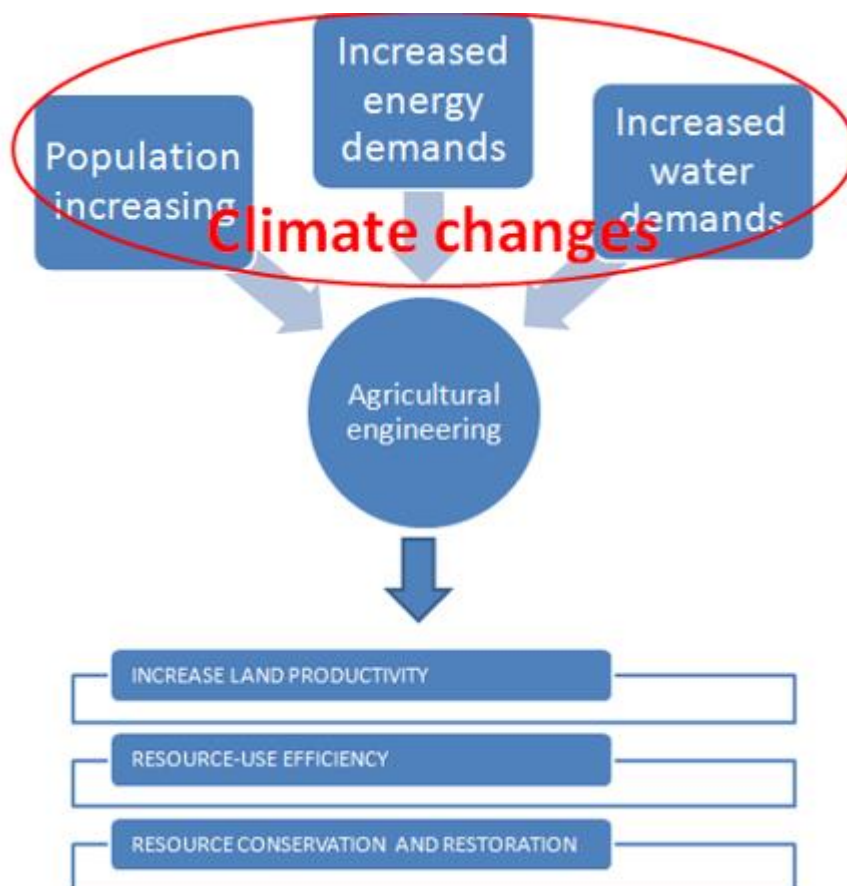 Population
increasing
Increased
energy
demands
Increased
water
demands
Climate changes
Agricultural
engineering
INCREASE LAND PRODUCTIVITY
RESOURCE-USE EFFICIENCY
RESOURCE CONSERVATION AND RESTORATION